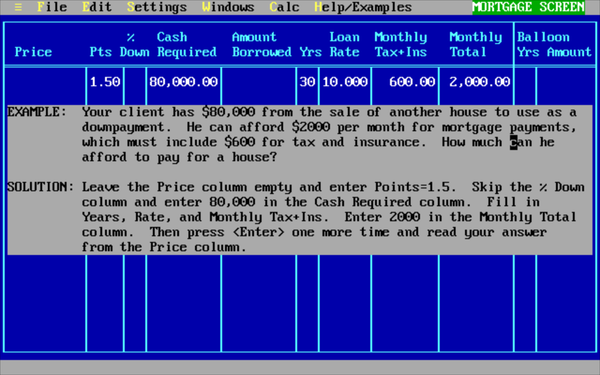 ≡ File Edit Settings Windows Calc Help/Examples MORTGAGE SCREEN
% Cash Amount Loan Monthly Monthly Balloon
Price Pts Down Required Borrowed Yrs Rate Tax+Ins Total Yrs Amount
1.50 80,000.00 30 10.000 600.00 2,000.00
EXAMPLE: Your client has $80,000 from the sale of another house to use as a
downpayment. He can afford $2000 per month for mortgage payments,
which must include $600 for tax and insurance. How much can he
afford to pay for a house?
SOLUTION: Leave the Price column empty and enter Points=1.5. Skip the % Down
column and enter 80,000 in the Cash Required column. Fill in
Years, Rate, and Monthly Tax+Ins. Enter 2000 in the Monthly Total
column. Then press <Enter> one more time and read your answer
from the Price column.